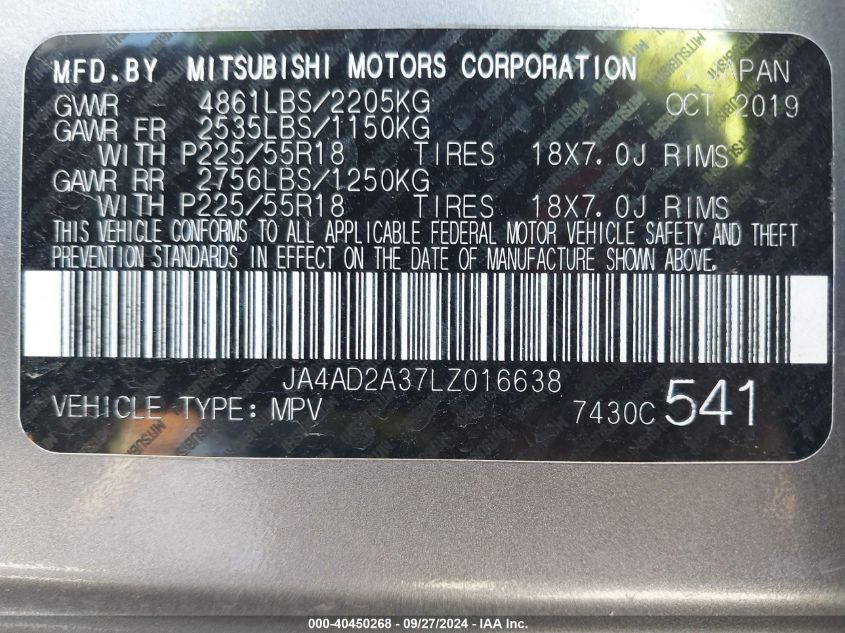 MFD.BY MITSUBISHI MOTORS CORPORATION , JAPAN
GVWR 4861LBS/2205KG OCT 2019
GAWR FR 2535LBS/1150KG
WITH P225/55R18 TIRES 18X7.0J RIMS
GAWR RR 2756LBS/1250KG
WITH P225/55R18 TIRES 18X7.0J RIMS
THIS VEHICLE CONFORMS TO ALL APPLICABLE FEDERAL MOTOR VEHICLE SAFETY AND THEFT
PREVENTION STANDARDS IN EFFECT ON THE DATE OF MANUFACTURE SHOWN ABOVE.
JA4AD2A37LZ016638
VEHICLE TYPE: MPV 7430C 541
000-40450268 - 09/27/2024 - IAAI.com